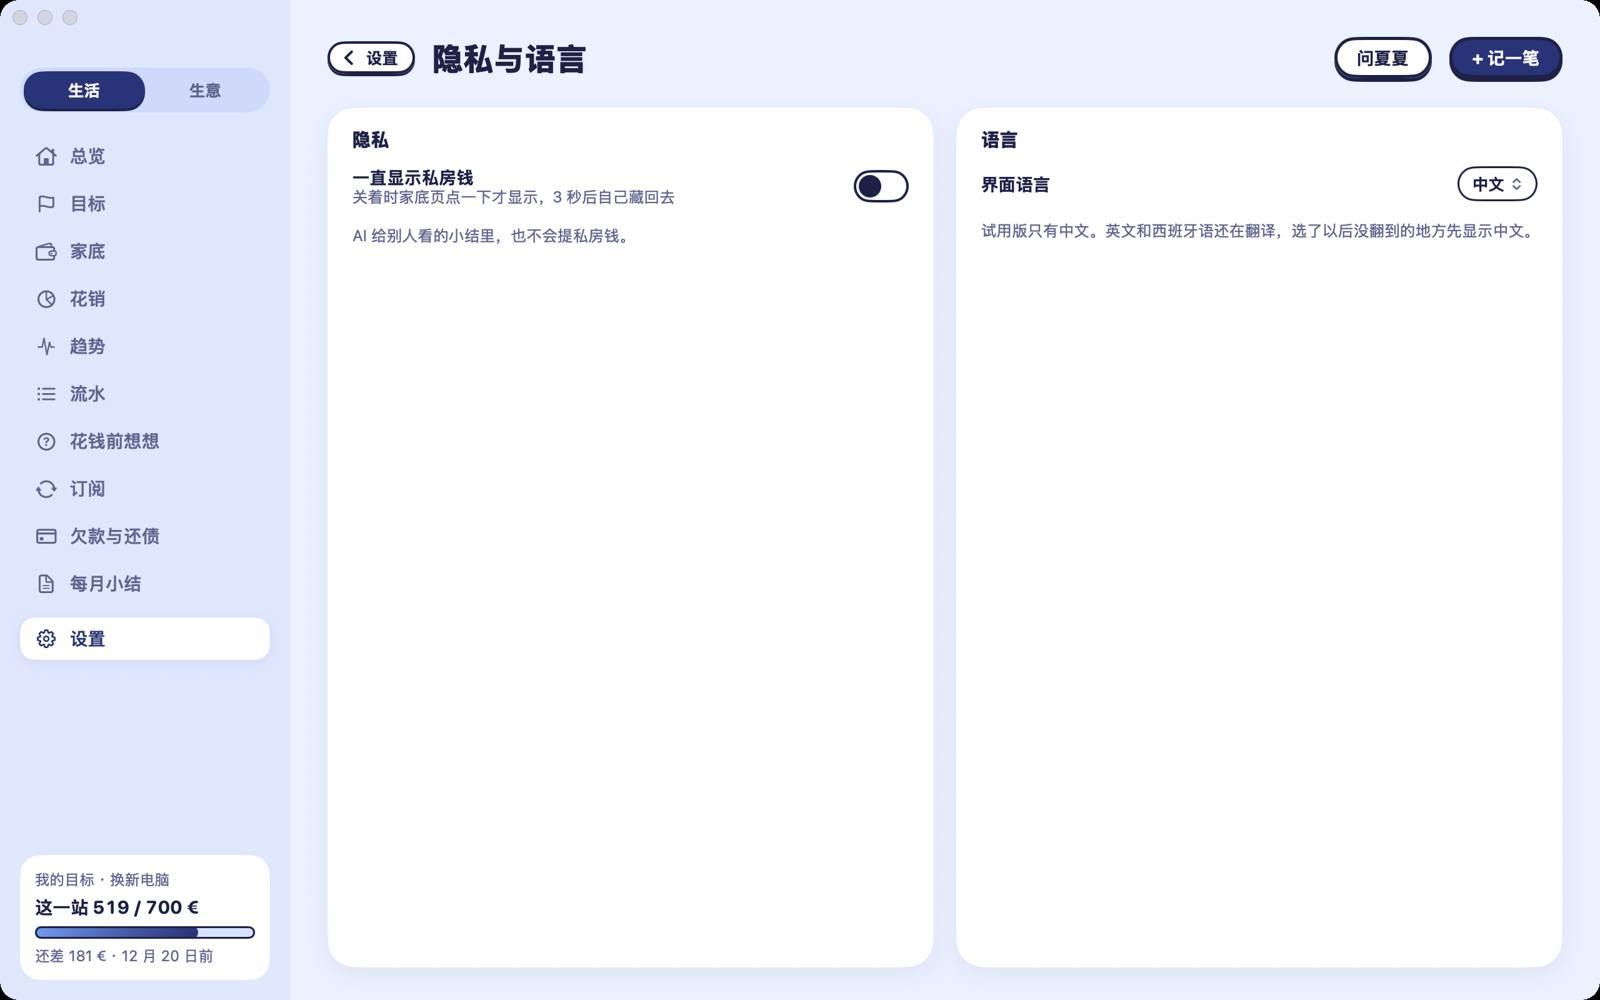 生活
生意
总览
目标
家底
花销
趋势
流水
花钱前想想
订阅
欠款与还债
每月小结
设置
我的目标 · 换新电脑
这一站 519 / 700 €
还差 181 € · 12 月 20 日前
设置
隐私与语言
问夏夏
+ 记一笔
隐私
一直显示私房钱
关着时家底页点一下才显示，3 秒后自己藏回去
AI 给别人看的小结里，也不会提私房钱。
语言
界面语言
中文
试用版只有中文。英文和西班牙语还在翻译，选了以后没翻到的地方先显示中文。